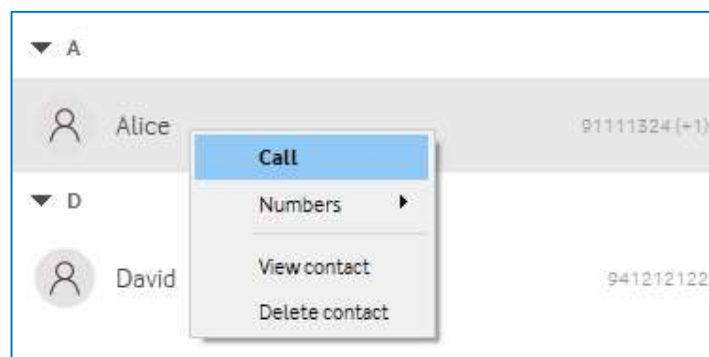 A
Alice 91111324 (+1)
Call
D
Numbers
View contact
David 941212122
Delete contact